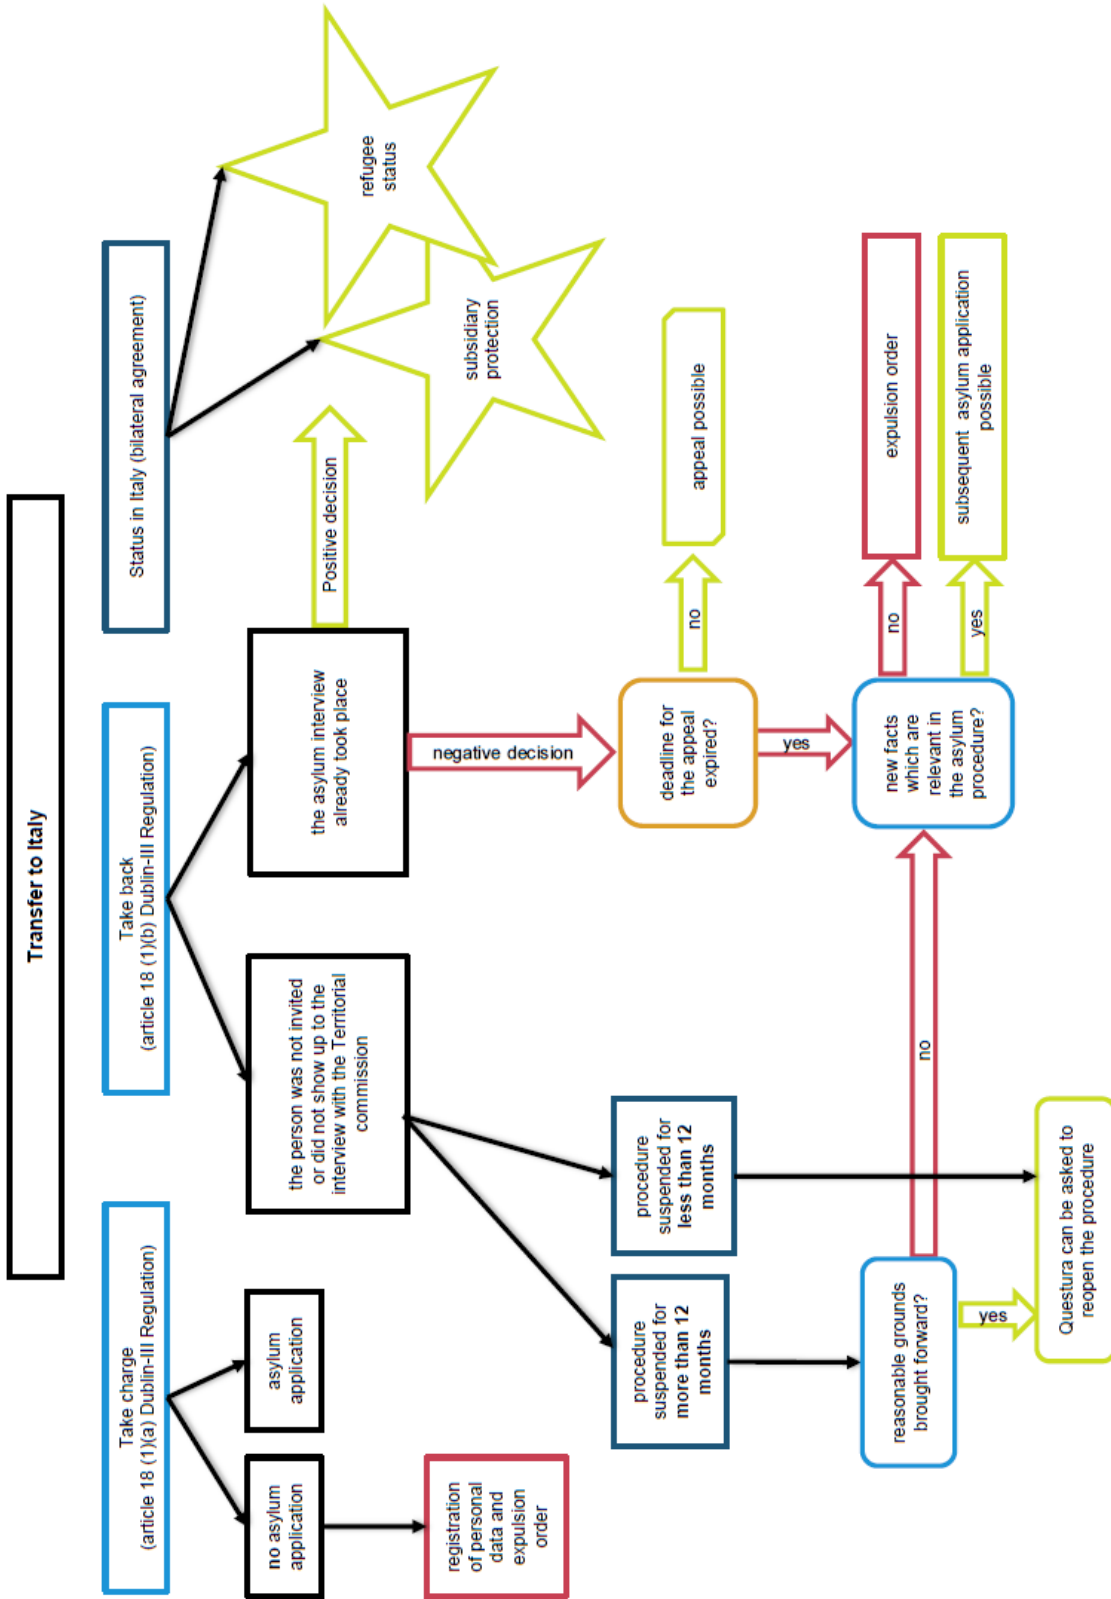 Transfer to Italy
Take charge
(article 18 (1)(a) Dublin-III Regulation)
Take back
(article 18 (1)(b) Dublin-III Regulation)
Status in Italy (bilateral agreement)
no asylum
application
asylum
application
the person was not invited
or did not show up to the
interview with the Territorial
commission
the asylum interview
already took place
Positive decision
refugee
status
subsidiary
protection
registration
of personal
data and
expulsion
order
negative decision
procedure
suspended for
more than 12
months
procedure
suspended for
less than 12
months
deadline for
the appeal
expired?
no
appeal possible
yes
reasonable grounds
brought forward?
no
new facts
which are
relevant in
the asylum
procedure?
no
expulsion order
yes
subsequent asylum application
possible
yes
Questura can be asked to
reopen the procedure